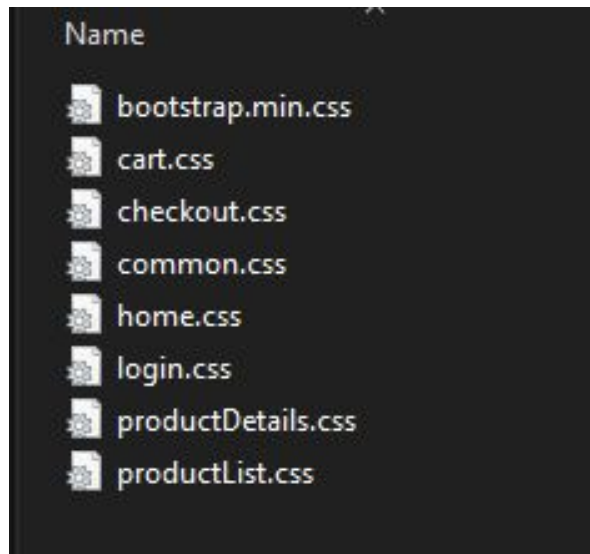 Name
bootstrap.min.css
cart.css
checkout.css
common.css
home.css
login.css
productDetails.css
productList.css